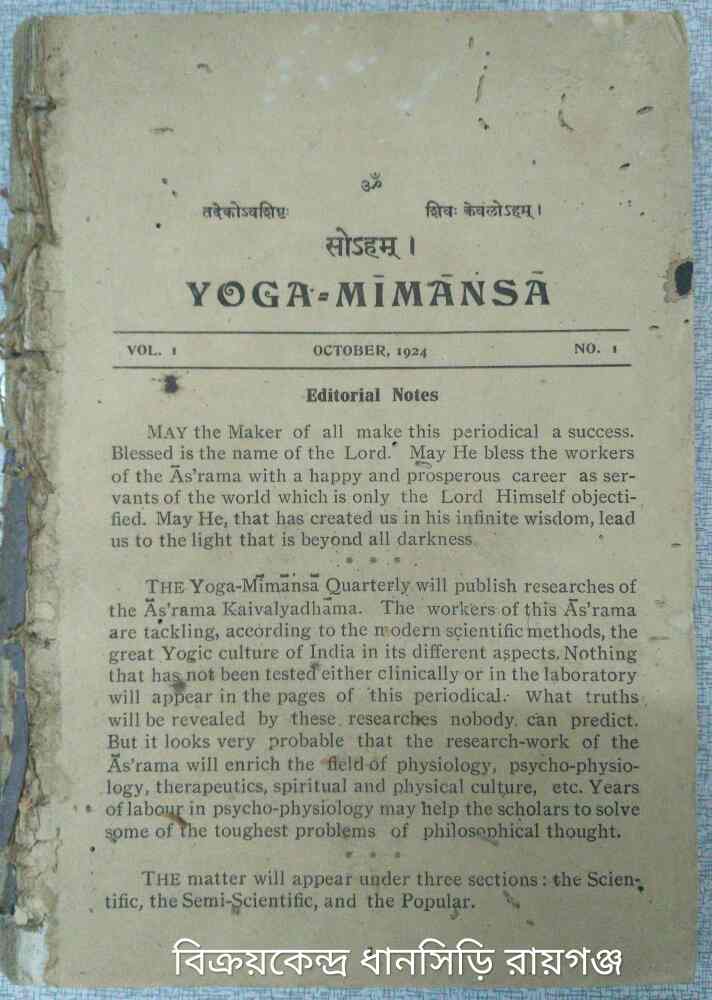 ॐ
तदेकोऽवशिष्टः शिवः केवलोऽहम् ।
सोऽहम् ।
YOGA-MĪMĀṄSĀ
VOL. 1 OCTOBER, 1924 NO. 1
Editorial Notes
MAY the Maker of all make this periodical a success.
Blessed is the name of the Lord. May He bless the workers
of the Ās'rama with a happy and prosperous career as ser-
vants of the world which is only the Lord Himself objecti-
fied. May He, that has created us in his infinite wisdom, lead
us to the light that is beyond all darkness
* * *
THE Yoga-Mīmāṅsā Quarterly will publish researches of
the Ās'rama Kaivalyadhāma. The workers of this Ās'rama
are tackling, according to the modern scientific methods, the
great Yogic culture of India in its different aspects. Nothing
that has not been tested either clinically or in the laboratory
will appear in the pages of this periodical. What truths
will be revealed by these researches nobody can predict.
But it looks very probable that the research-work of the
Ās'rama will enrich the field of physiology, psycho-physio-
logy, therapeutics, spiritual and physical culture, etc. Years
of labour in psycho-physiology may help the scholars to solve
some of the toughest problems of philosophical thought.
* * *
THE matter will appear under three sections : the Scien-
tific, the Semi-Scientific, and the Popular.
বিক্রয়কেন্দ্র ধানসিড়ি রায়গঞ্জ